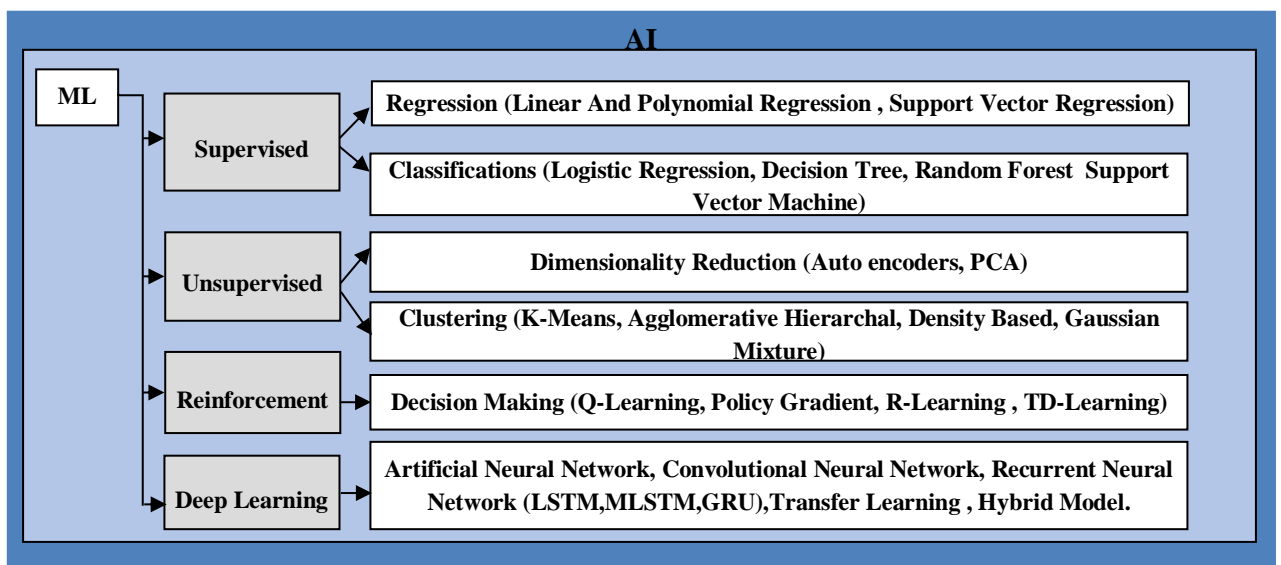 AI
ML
Supervised
Regression (Linear And Polynomial Regression , Support Vector Regression)
Classifications (Logistic Regression, Decision Tree, Random Forest Support
Vector Machine)
Unsupervised
Dimensionality Reduction (Auto encoders, PCA)
Clustering (K-Means, Agglomerative Hierarchal, Density Based, Gaussian
Mixture)
Reinforcement
Decision Making (Q-Learning, Policy Gradient, R-Learning , TD-Learning)
Deep Learning
Artificial Neural Network, Convolutional Neural Network, Recurrent Neural
Network (LSTM,MLSTM,GRU),Transfer Learning , Hybrid Model.